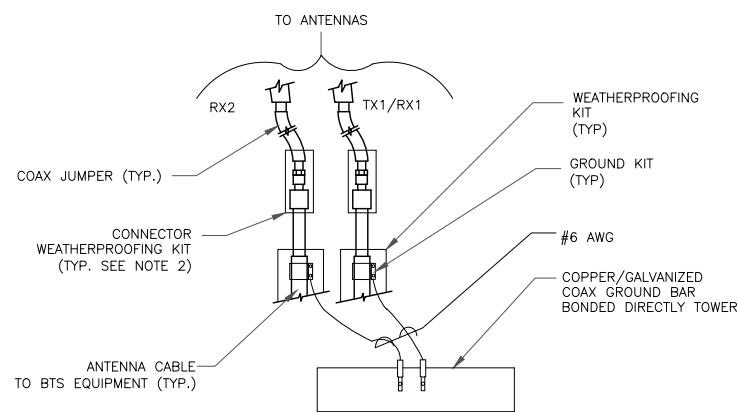 TO ANTENNAS
RX2
TX1/RX1
WEATHERPROOFING
KIT
(TYP)
GROUND KIT
(TYP)
COAX JUMPER (TYP.)
CONNECTOR
WEATHERPROOFING KIT
(TYP. SEE NOTE 2)
#6 AWG
COPPER/GALVANIZED
COAX GROUND BAR
BONDED DIRECTLY TOWER
ANTENNA CABLE
TO BTS EQUIPMENT (TYP.)